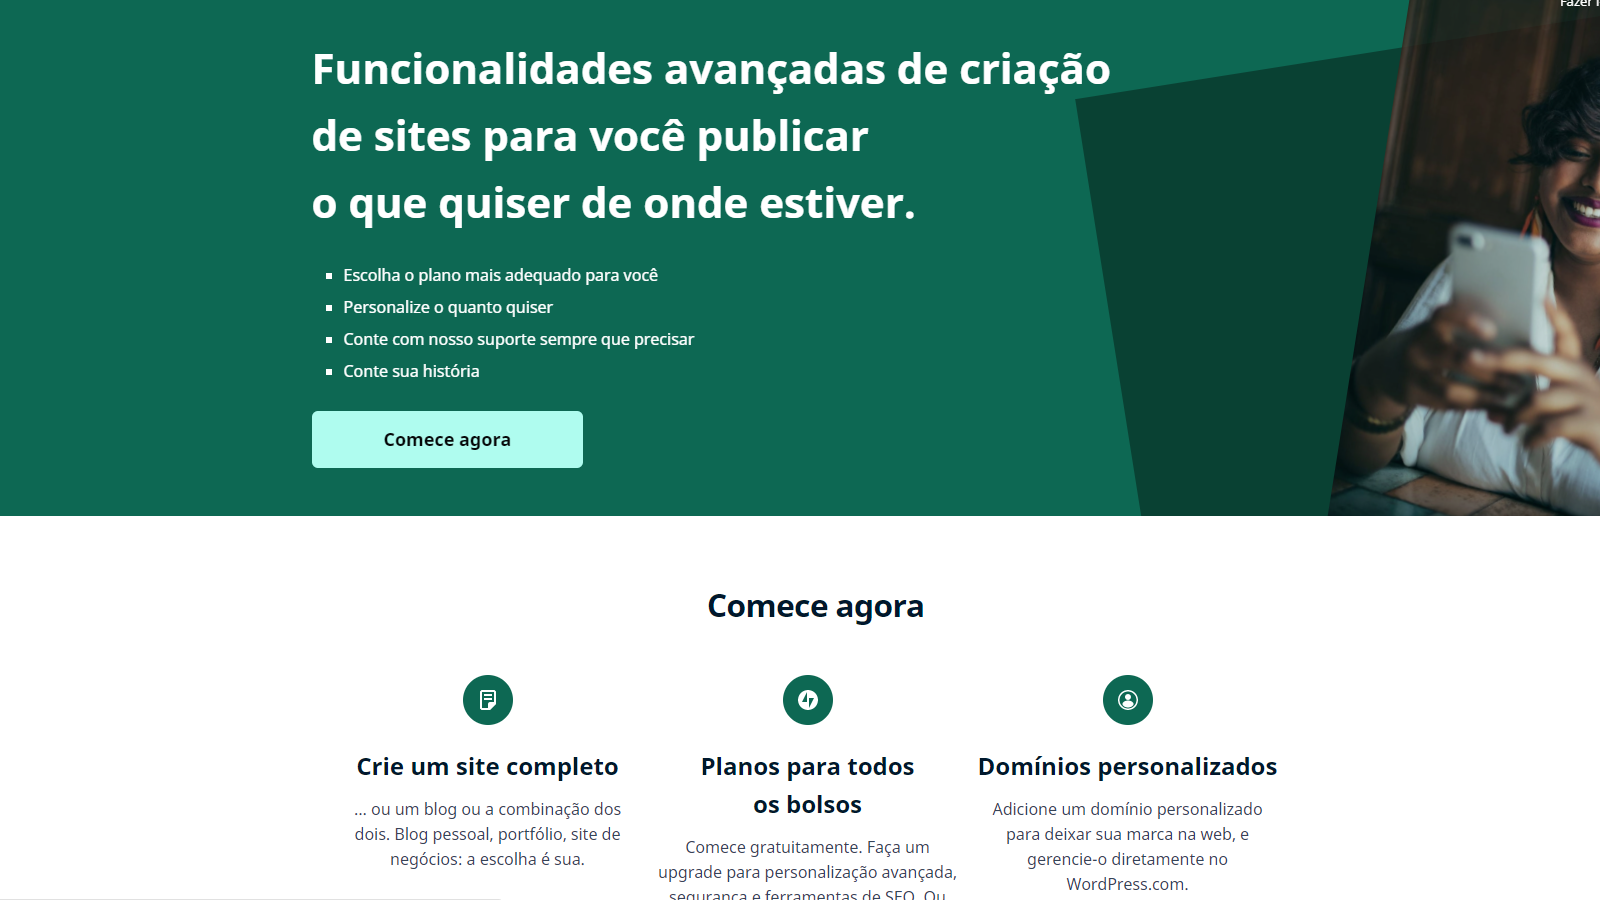 Fazer
Funcionalidades avançadas de criação
de sites para você publicar
o que quiser de onde estiver.
Escolha o plano mais adequado para você
Personalize o quanto quiser
Conte com nosso suporte sempre que precisar
Conte sua história
Comece agora
Comece agora
Crie um site completo
... ou um blog ou a combinação dos
dois. Blog pessoal, portfólio, site de
negócios: a escolha é sua.
Planos para todos
os bolsos
Comece gratuitamente. Faça um
upgrade para personalização avançada,
segurança e ferramentas de SEO. Ou
Domínios personalizados
Adicione um domínio personalizado
para deixar sua marca na web, e
gerencie-o diretamente no
WordPress.com.